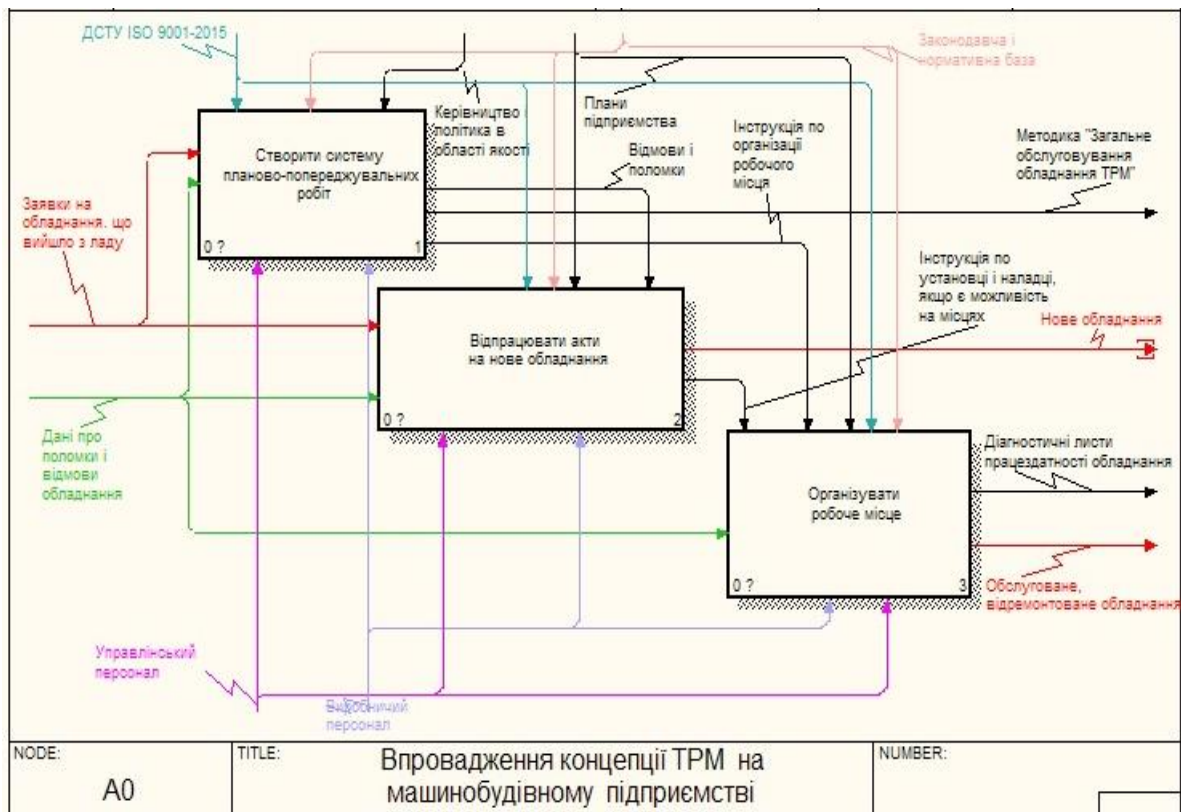 ДСТУ ISO 9001-2015
Законодавча і
нормативна база
Керівництво і
політика в
області якості
Плани
підприємства
Відмови і
поломки
Інструкція по
організації
робочого
місця
Методика "Загальне
обслуговування
обладнання ТРМ"
Створити систему
планово-попереджувальних
робіт
0 ?
1
Заявки на
обладнання. що
вийшло з ладу
Інструкція по
установці і наладці,
якщо є можливість
на місцях
Нове обладнання
Відпрацювати акти
на нове обладнання
0 ?
2
Дані про
поломки і
відмови
обладнання
Діагностичні листи
працездатності обладнання
Організувати
робоче місце
0 ?
3
Обслуговане,
відремонтоване обладнання
Управлінський
персонал
Виробничий
персонал
NODE:
A0
TITLE:
Впровадження концепції ТРМ на
машинобудівному підприємстві
NUMBER: